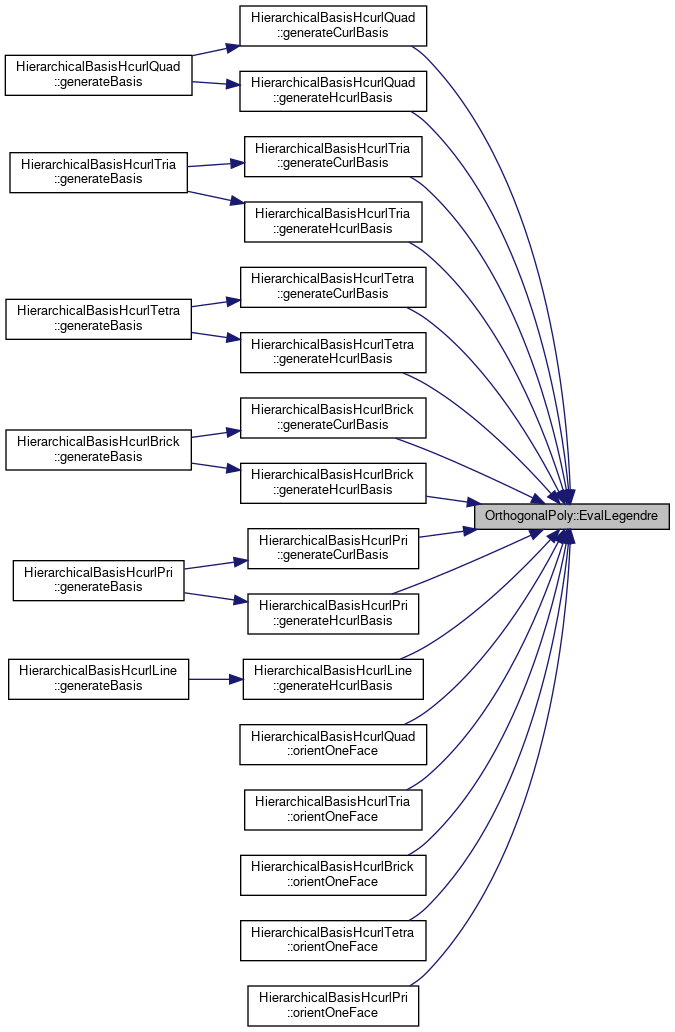 HierarchicalBasisHcurlQuad
::generateCurlBasis
HierarchicalBasisHcurlQuad
::generateBasis
HierarchicalBasisHcurlQuad
::generateHcurlBasis
HierarchicalBasisHcurlTria
::generateCurlBasis
HierarchicalBasisHcurlTria
::generateBasis
HierarchicalBasisHcurlTria
::generateHcurlBasis
HierarchicalBasisHcurlTetra
::generateCurlBasis
HierarchicalBasisHcurlTetra
::generateBasis
HierarchicalBasisHcurlTetra
::generateHcurlBasis
HierarchicalBasisHcurlBrick
::generateCurlBasis
HierarchicalBasisHcurlBrick
::generateBasis
HierarchicalBasisHcurlBrick
::generateHcurlBasis
OrthogonalPoly::EvalLegendre
HierarchicalBasisHcurlPri
::generateCurlBasis
HierarchicalBasisHcurlPri
::generateBasis
HierarchicalBasisHcurlPri
::generateHcurlBasis
HierarchicalBasisHcurlLine
::generateBasis
HierarchicalBasisHcurlLine
::generateHcurlBasis
HierarchicalBasisHcurlQuad
::orientOneFace
HierarchicalBasisHcurlTria
::orientOneFace
HierarchicalBasisHcurlBrick
::orientOneFace
HierarchicalBasisHcurlTetra
::orientOneFace
HierarchicalBasisHcurlPri
::orientOneFace